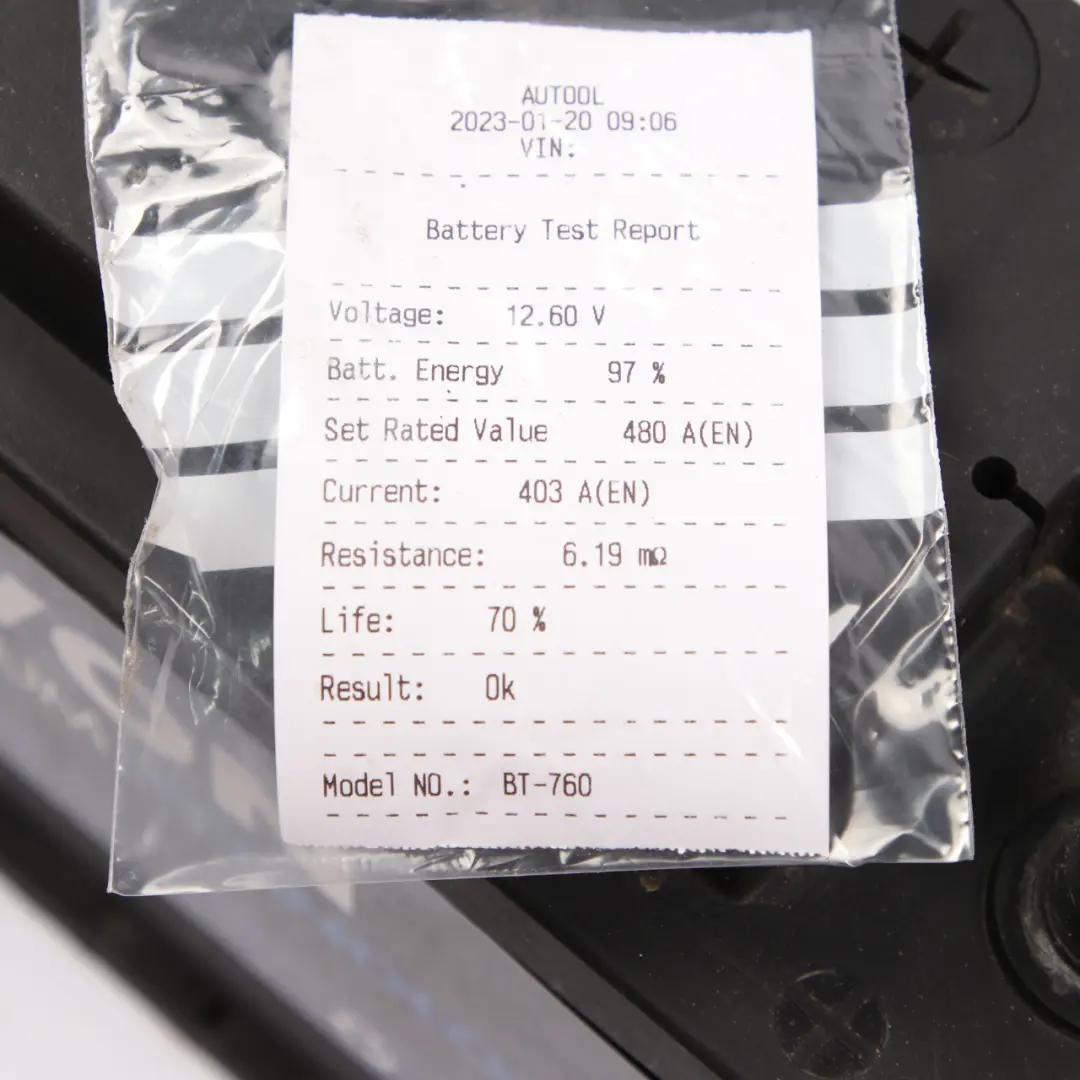 AUTOOL
2023-01-20 09:06
VIN:
Battery Test Report
Voltage: 12.60 V
Batt. Energy 97 %
Set Rated Value 480 A(EN)
Current: 403 A(EN)
Resistance: 6.19 mΩ
Life: 70 %
Result: Ok
Model NO.: BT-760